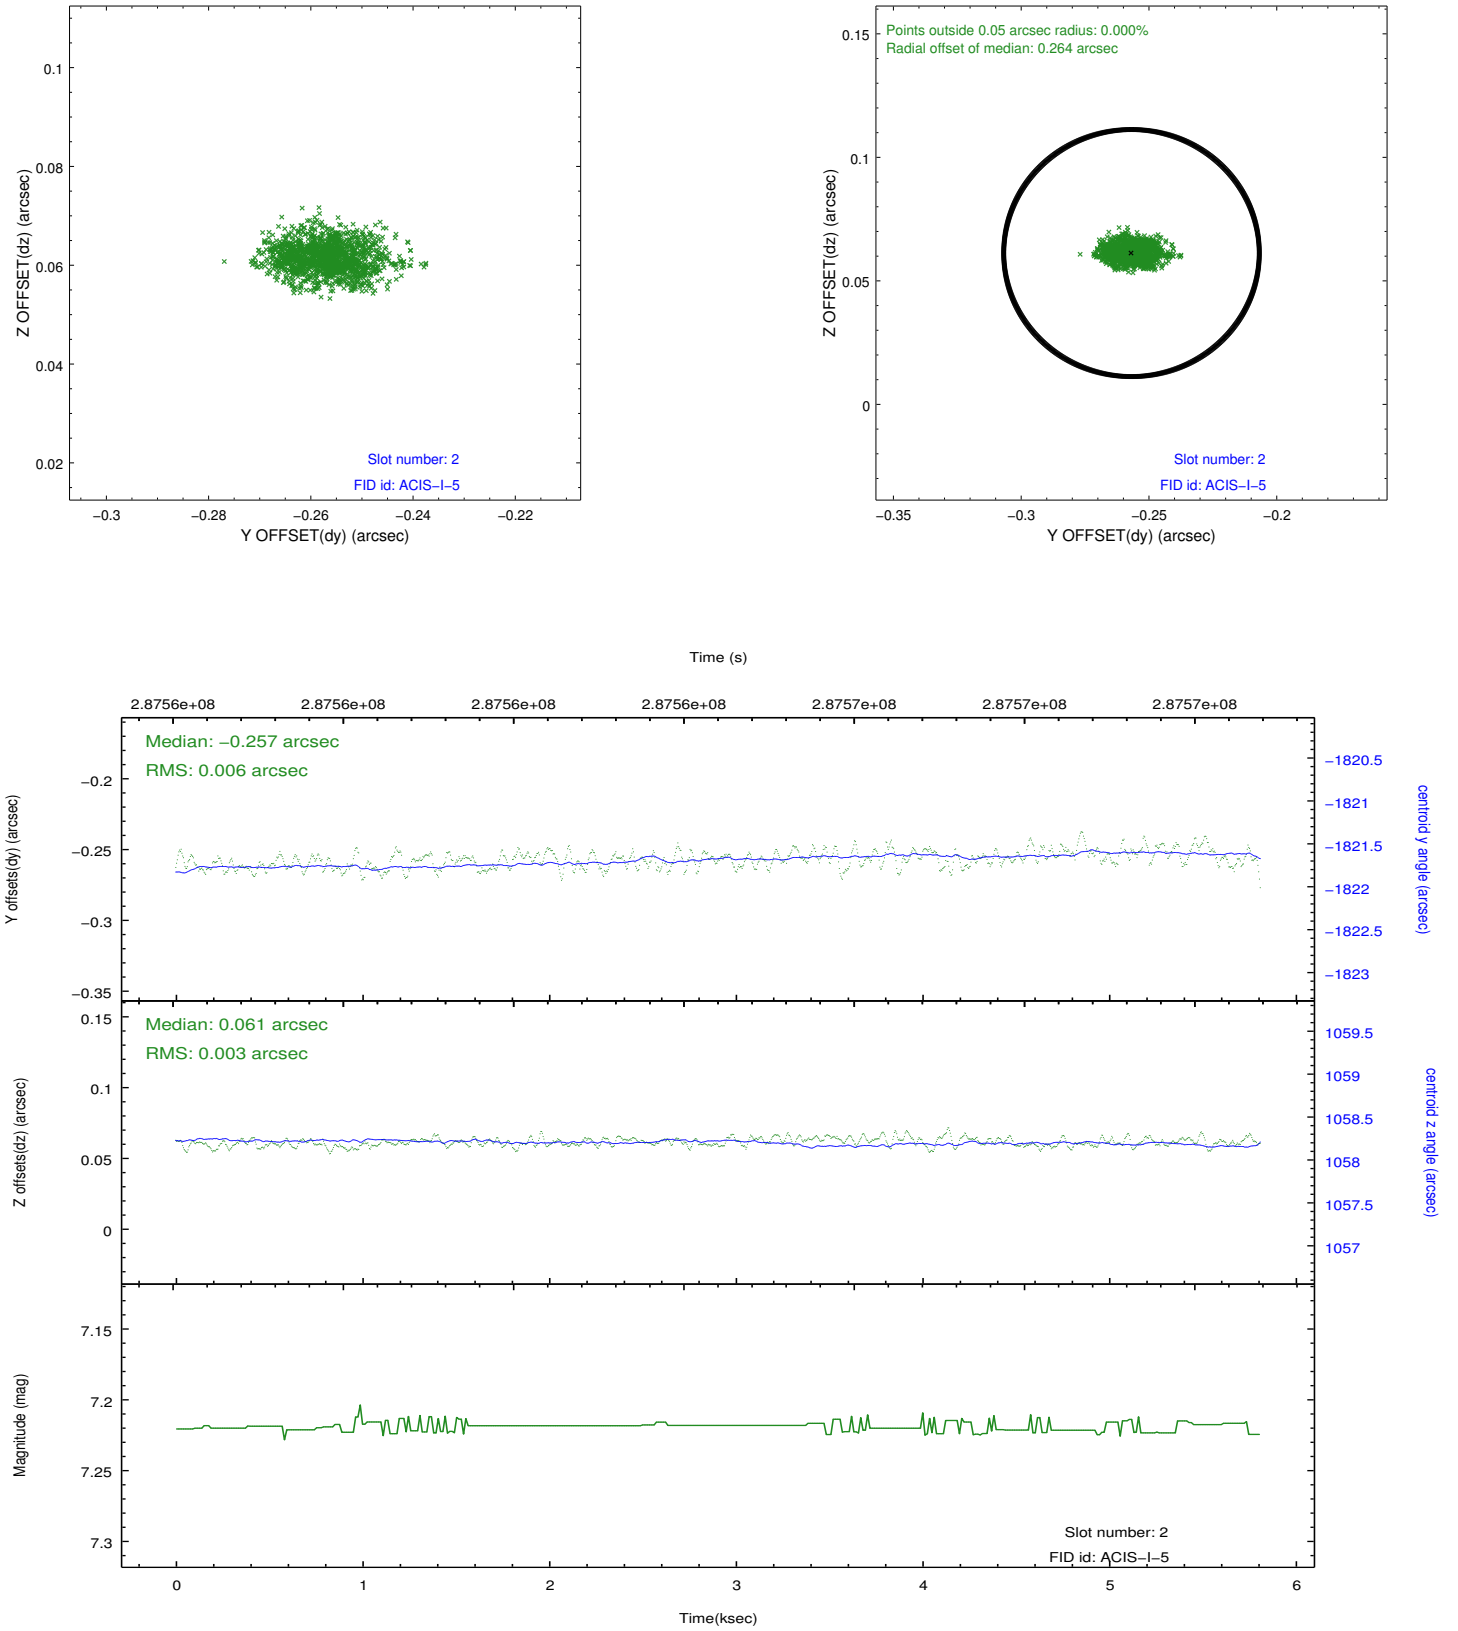 0.1
0.08
0.06
0.04
0.02
Z OFFSET(dz) (arcsec)
Slot number: 2
FID id: ACIS−I−5
−0.3 −0.28 −0.26 −0.24 −0.22
Y OFFSET(dy) (arcsec)
Points outside 0.05 arcsec radius: 0.000%
Radial offset of median: 0.264 arcsec
0.15
0.1
0.05
0
Z OFFSET(dz) (arcsec)
Slot number: 2
FID id: ACIS−I−5
−0.35 −0.3 −0.25 −0.2
Y OFFSET(dy) (arcsec)
Time (s)
2.8756e+08 2.8756e+08 2.8756e+08 2.8756e+08 2.8757e+08 2.8757e+08 2.8757e+08
Median: −0.257 arcsec
RMS: 0.006 arcsec
−0.2
−0.25
−0.3
−0.35
Y offsets(dy) (arcsec)
−1820.5
−1821
−1821.5
−1822
−1822.5
−1823
centroid y angle (arcsec)
Median: 0.061 arcsec
RMS: 0.003 arcsec
0.15
0.1
0.05
0
Z offsets(dz) (arcsec)
1059.5
1059
1058.5
1058
1057.5
1057
centroid z angle (arcsec)
7.15
7.2
7.25
7.3
Magnitude (mag)
Slot number: 2
FID id: ACIS−I−5
0 1 2 3 4 5 6
Time(ksec)